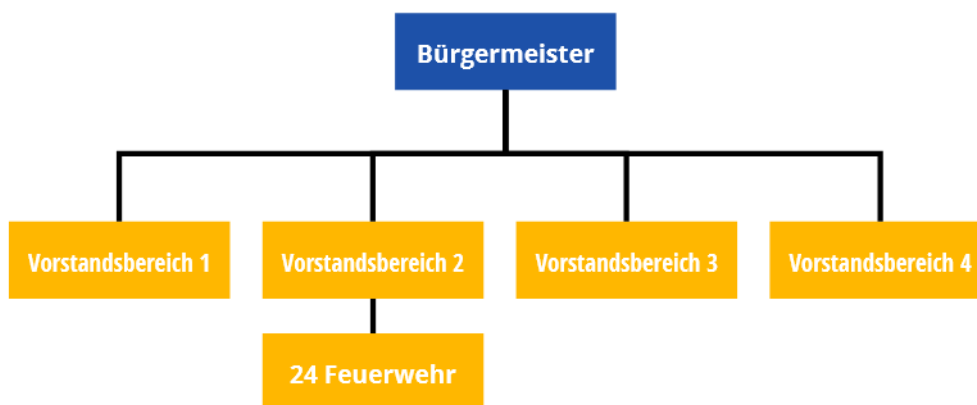 Bürgermeister
Vorstandsbereich 1
Vorstandsbereich 2
Vorstandsbereich 3
Vorstandsbereich 4
24 Feuerwehr